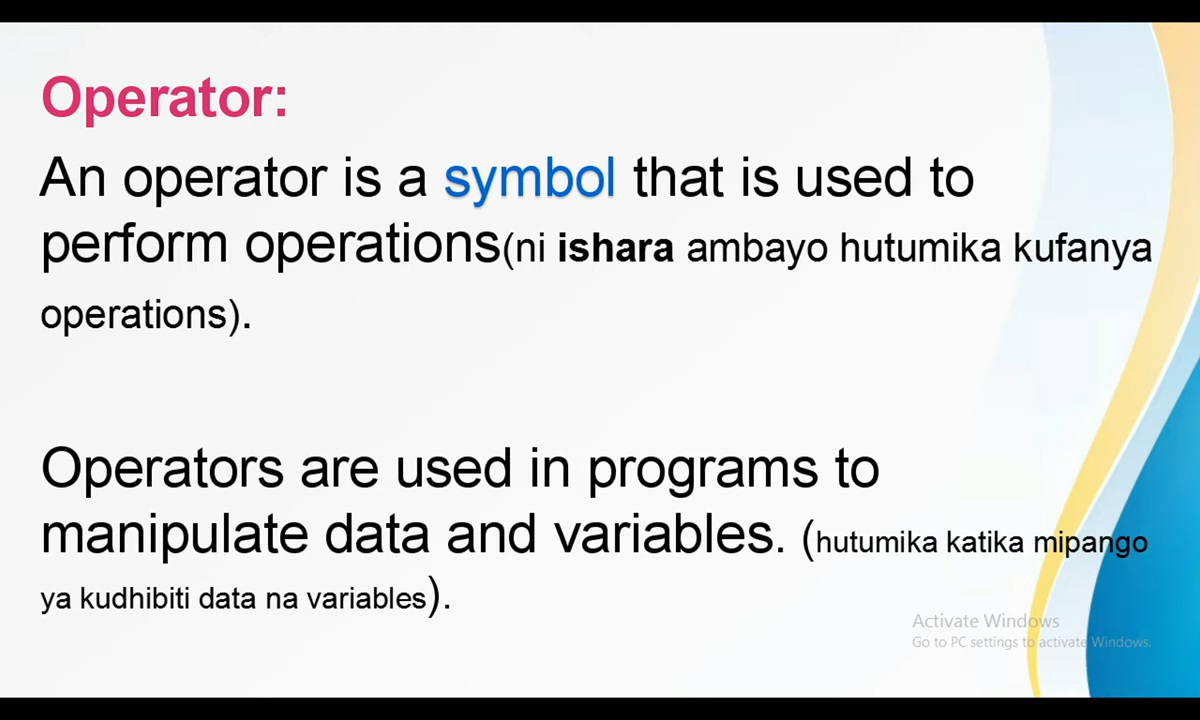 Operator:
An operator is a symbol that is used to
perform operations(ni ishara ambayo hutumika kufanya
operations).
Operators are used in programs to
manipulate data and variables. (hutumika katika mipango
ya kudhibiti data na variables).
Activate Windows
Go to PC settings to activate Windows.